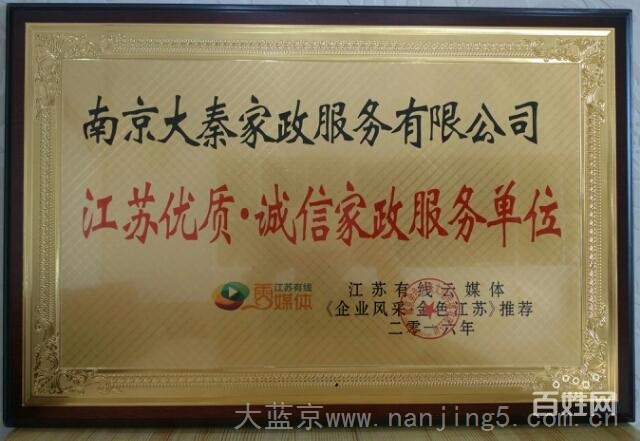 南京大秦家政服务有限公司
江苏优质·诚信家政服务单位
江苏有线
云媒体
江苏有线云媒体
《企业风采 金色江苏》推荐
二零一六年
百姓网
大蓝京www.nanjing5.com.cn